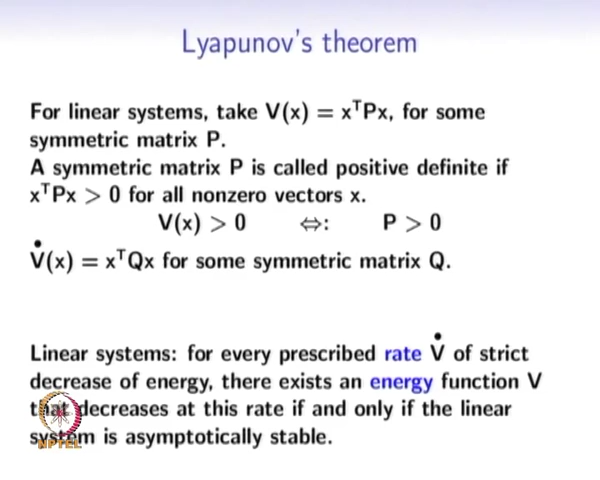 Lyapunov's theorem
For linear systems, take V(x) = xᵀPx, for some
symmetric matrix P.
A symmetric matrix P is called positive definite if
xᵀPx > 0 for all nonzero vectors x.
V(x) > 0 ⇔: P > 0
V̇(x) = xᵀQx for some symmetric matrix Q.
Linear systems: for every prescribed rate V̇ of strict
decrease of energy, there exists an energy function V
that decreases at this rate if and only if the linear
system is asymptotically stable.
NPTEL